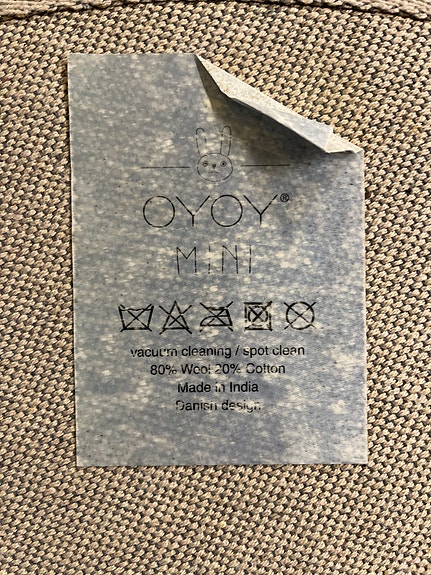 OYOY®
MINI
vacuum cleaning / spot clean
80% Wool 20% Cotton
Made in India
Danish design